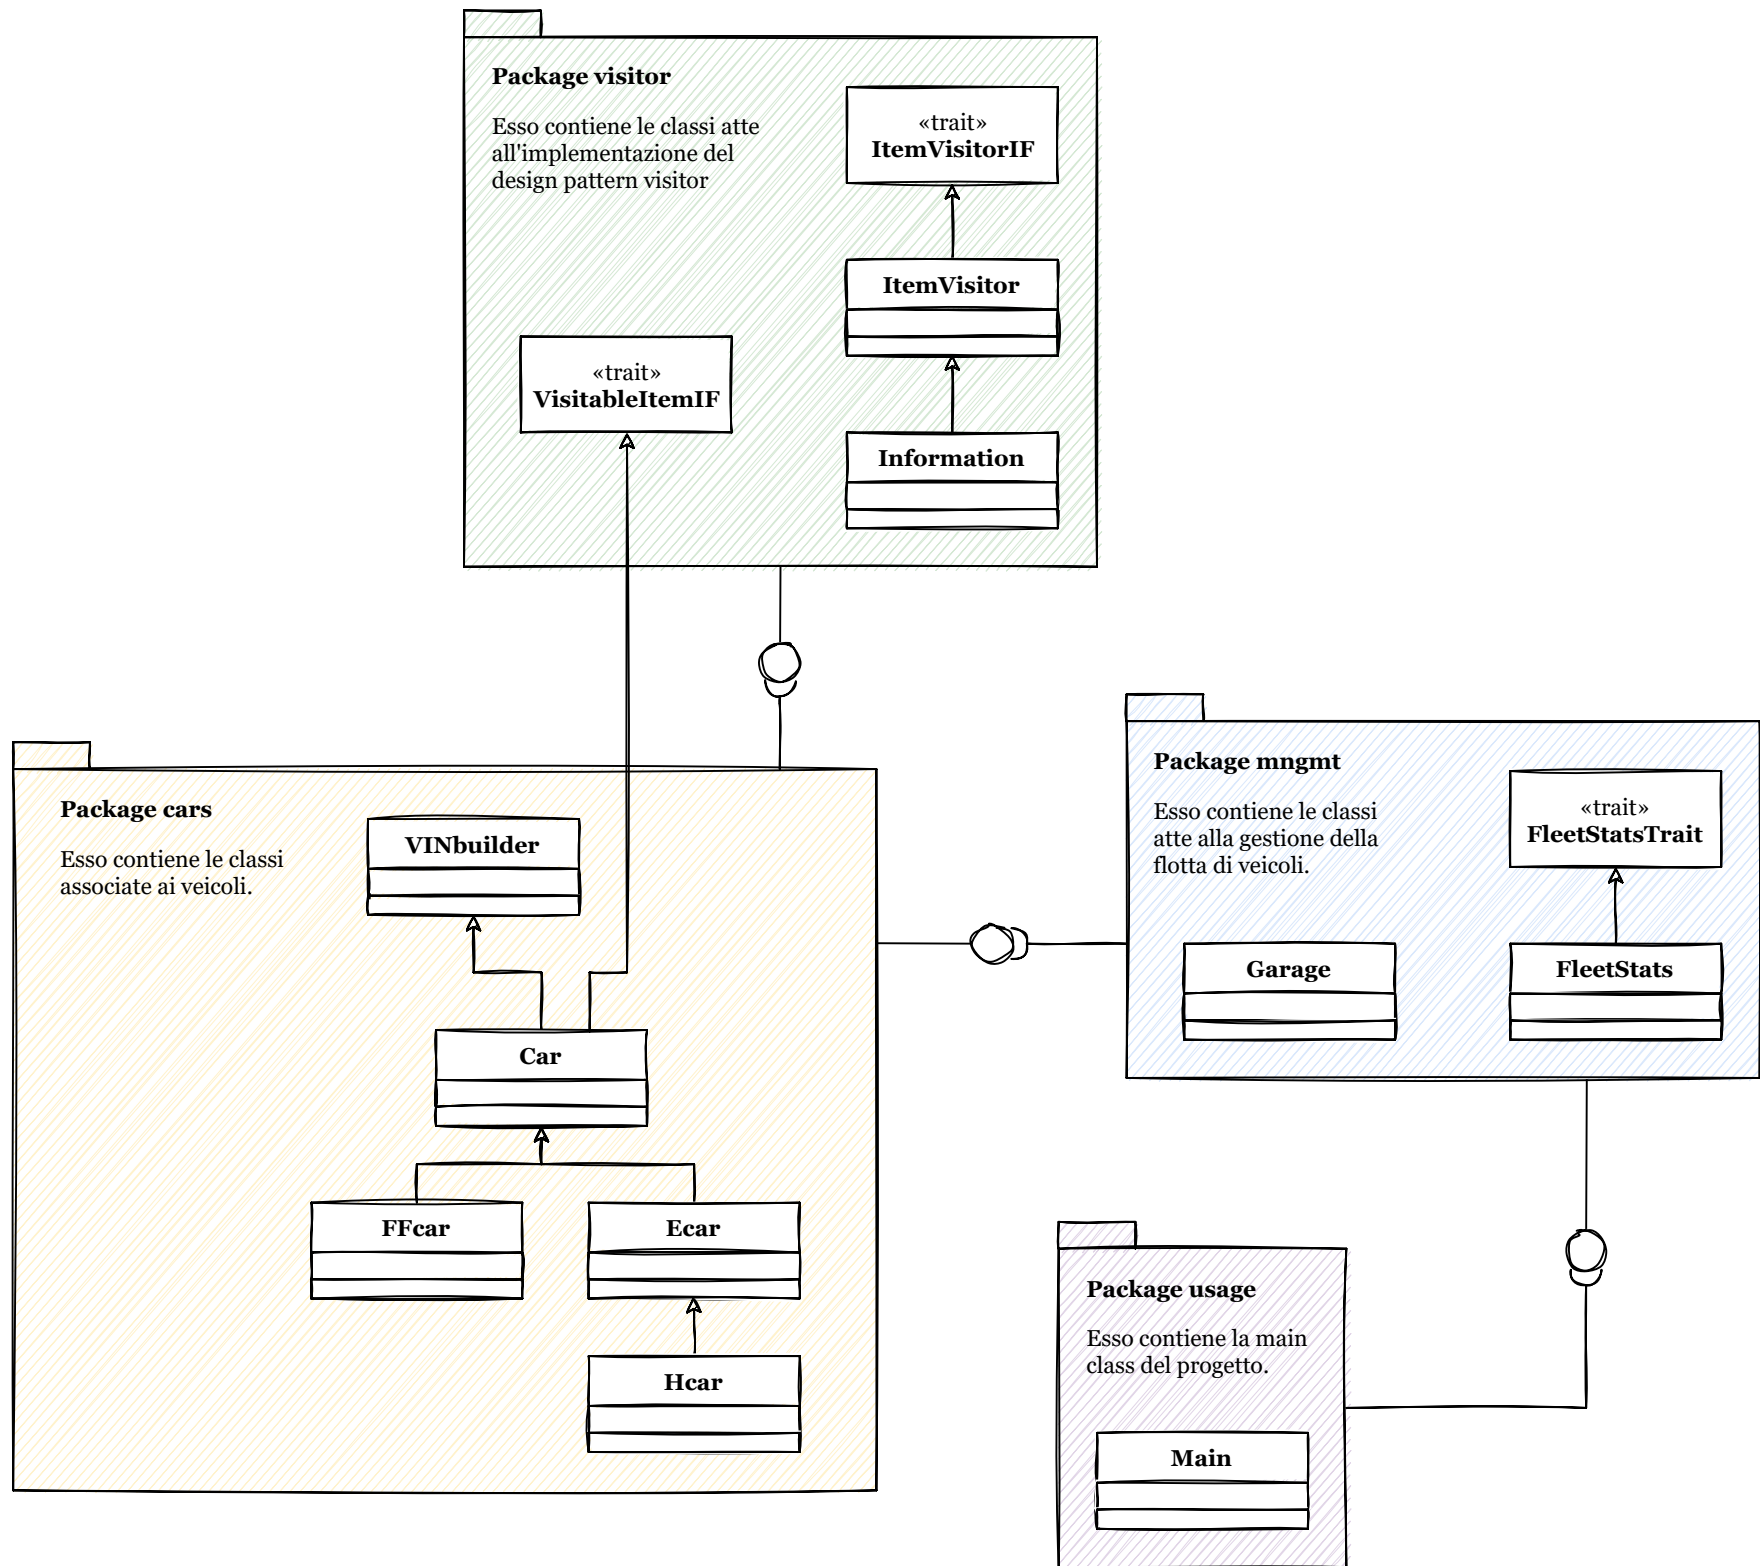 Package visitor
Esso contiene le classi atte
all'implementazione del
design pattern visitor
«trait»
ItemVisitorIF
ItemVisitor
«trait»
VisitableItemIF
Information
Package cars
Esso contiene le classi
associate ai veicoli.
VINbuilder
Car
FFcar
Ecar
Hcar
Package mngmt
Esso contiene le classi
atte alla gestione della
flotta di veicoli.
«trait»
FleetStatsTrait
Garage
FleetStats
Package usage
Esso contiene la main
class del progetto.
Main